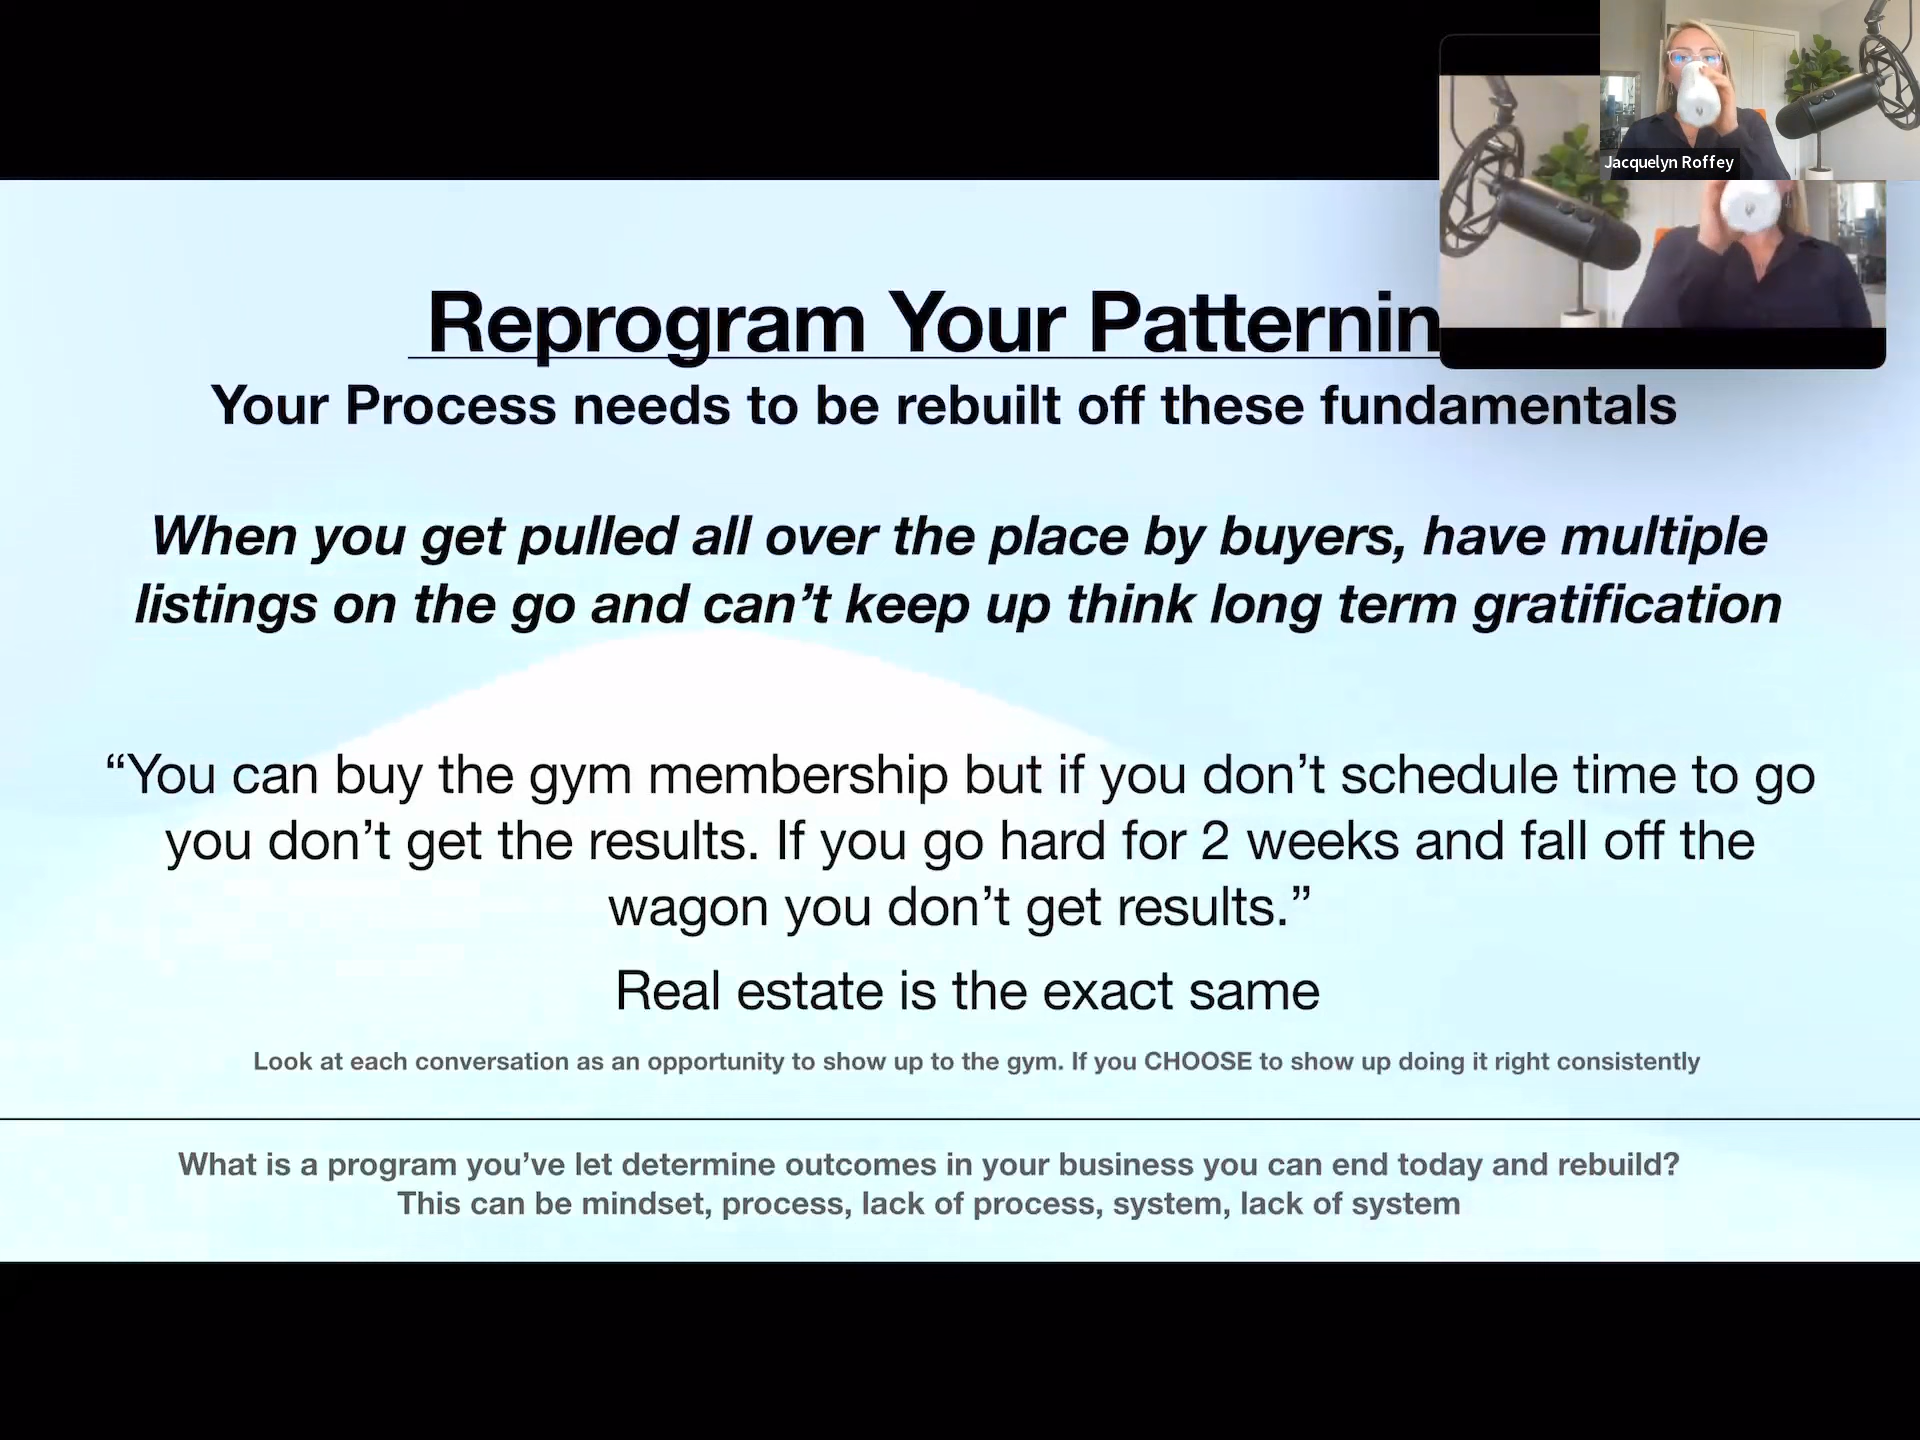 Jacquelyn Roffey
Reprogram Your Patternin
Your Process needs to be rebuilt off these fundamentals
When you get pulled all over the place by buyers, have multiple
listings on the go and can’t keep up think long term gratification
“You can buy the gym membership but if you don’t schedule time to go
you don’t get the results. If you go hard for 2 weeks and fall off the
wagon you don’t get results.”
Real estate is the exact same
Look at each conversation as an opportunity to show up to the gym. If you CHOOSE to show up doing it right consistently
What is a program you’ve let determine outcomes in your business you can end today and rebuild?
This can be mindset, process, lack of process, system, lack of system